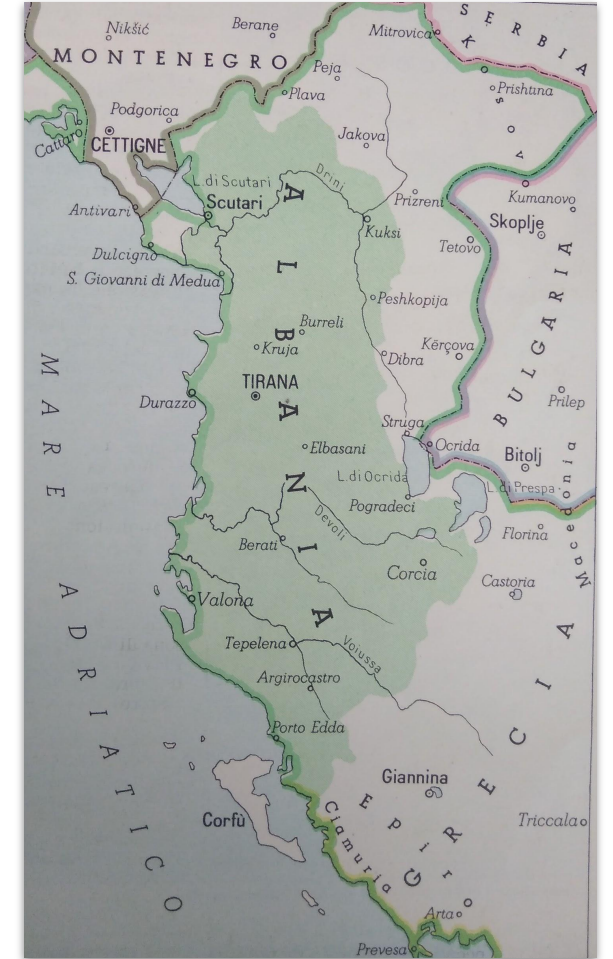 SERBIA
Nikšić
Berane
Mitrovica
K
MONTENEGRO
Peja
Plava
Prishtina
s
o
Podgorica
Jakova
Cattaro
CETTIGNE
L. di Scutari
Drini
Scutari
Prizreni
Kumanovo
Antivari
Kuksi
Skoplje
Tetovo
Dulcigno
S. Giovanni di Medua
Peshkopija
BULGARIA
Burreli
Kruja
Dibra
Kërçova
ALBANIA
TIRANA
Durazzo
Prilep
Struga
Elbasani
Ocrida
Bitolj
L. di Ocrida
L. di Prespa
Pogradeci
Devoli
Florina
Macedonia
Berati
Corcia
Castoria
Valona
Tepelena
Voiussa
Argirocastro
Porto Edda
MARE ADRIATICO
Giannina
Corfù
Ciamuria
Epir
GRECIA
Triccala
Arta
Prevesa